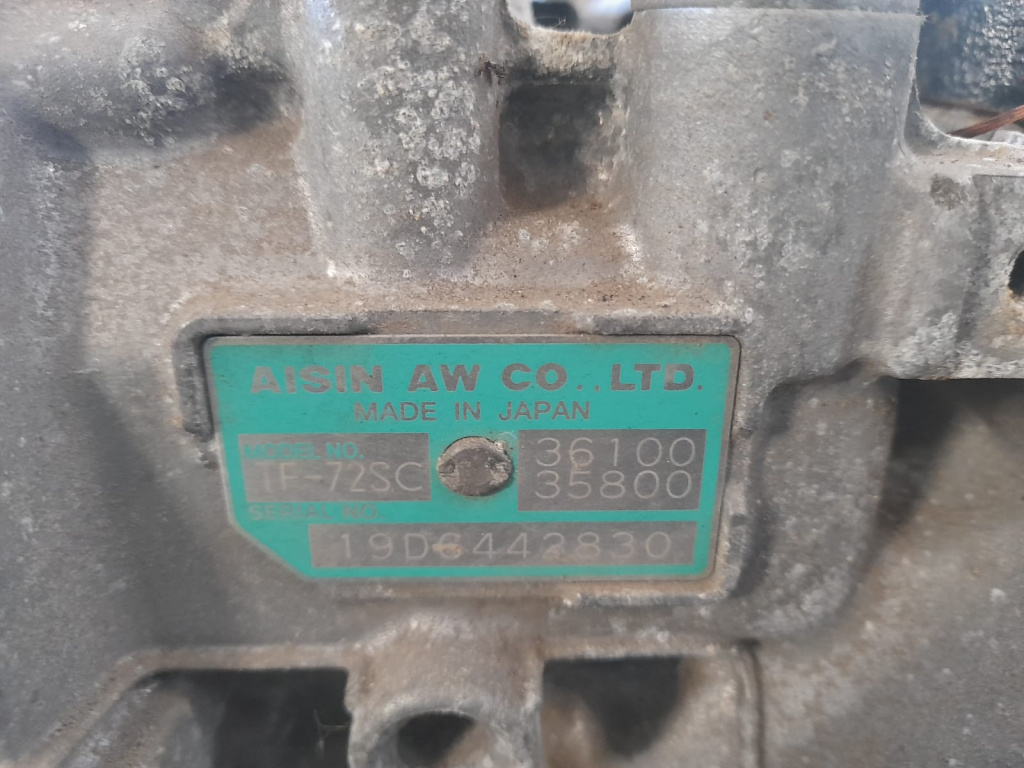 AISIN AW CO., LTD.
MADE IN JAPAN
MODEL NO.
TF-72SC
36100
35800
SERIAL NO.
19D6442830